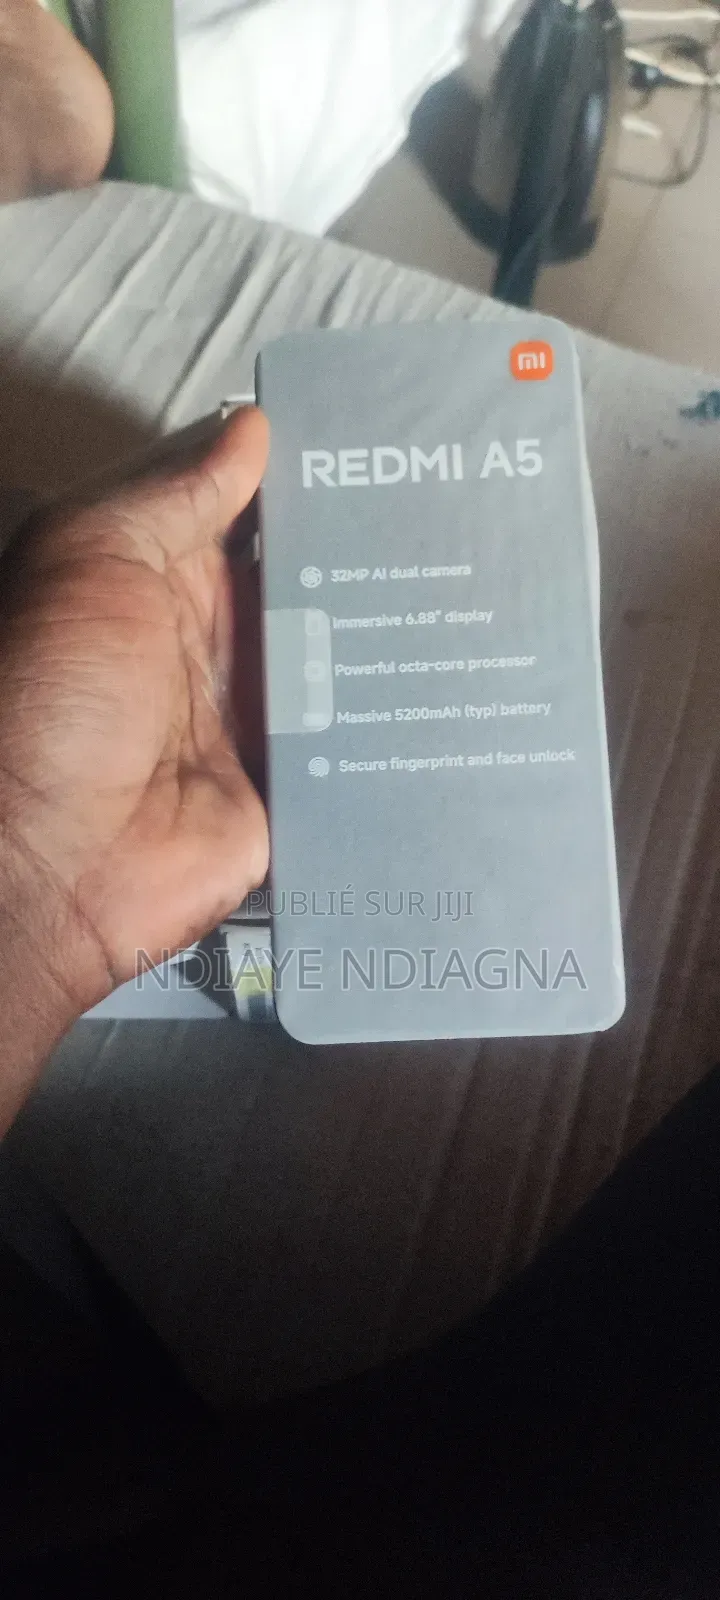 mi
REDMI A5
32MP AI dual camera
Immersive 6.88" display
Powerful octa-core processor
Massive 5200mAh (typ) battery
Secure fingerprint and face unlock
PUBLIÉ SUR JIJI
NDIAYE NDIAGNA